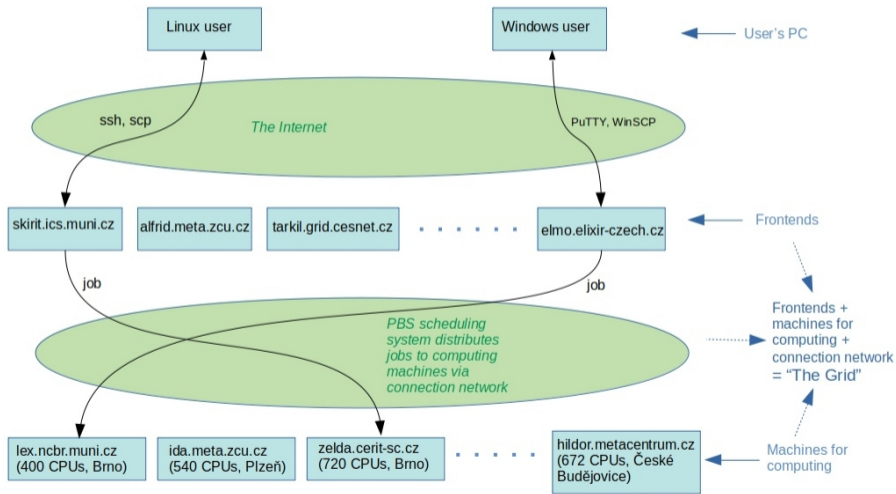 Linux user
Windows user
User's PC
ssh, scp
The Internet
PuTTY, WinSCP
skirit.ics.muni.cz
alfrid.meta.zcu.cz
tarkil.grid.cesnet.cz
elmo.elixir-czech.cz
Frontends
job
job
PBS scheduling
system distributes
jobs to computing
machines via
connection network
Frontends +
machines for
computing +
connection network
= "The Grid"
lex.ncbr.muni.cz
(400 CPUs, Brno)
ida.meta.zcu.cz
(540 CPUs, Plzeň)
zelda.cerit-sc.cz
(720 CPUs, Brno)
hildor.metacentrum.cz
(672 CPUs, České
Budějovice)
Machines for
computing